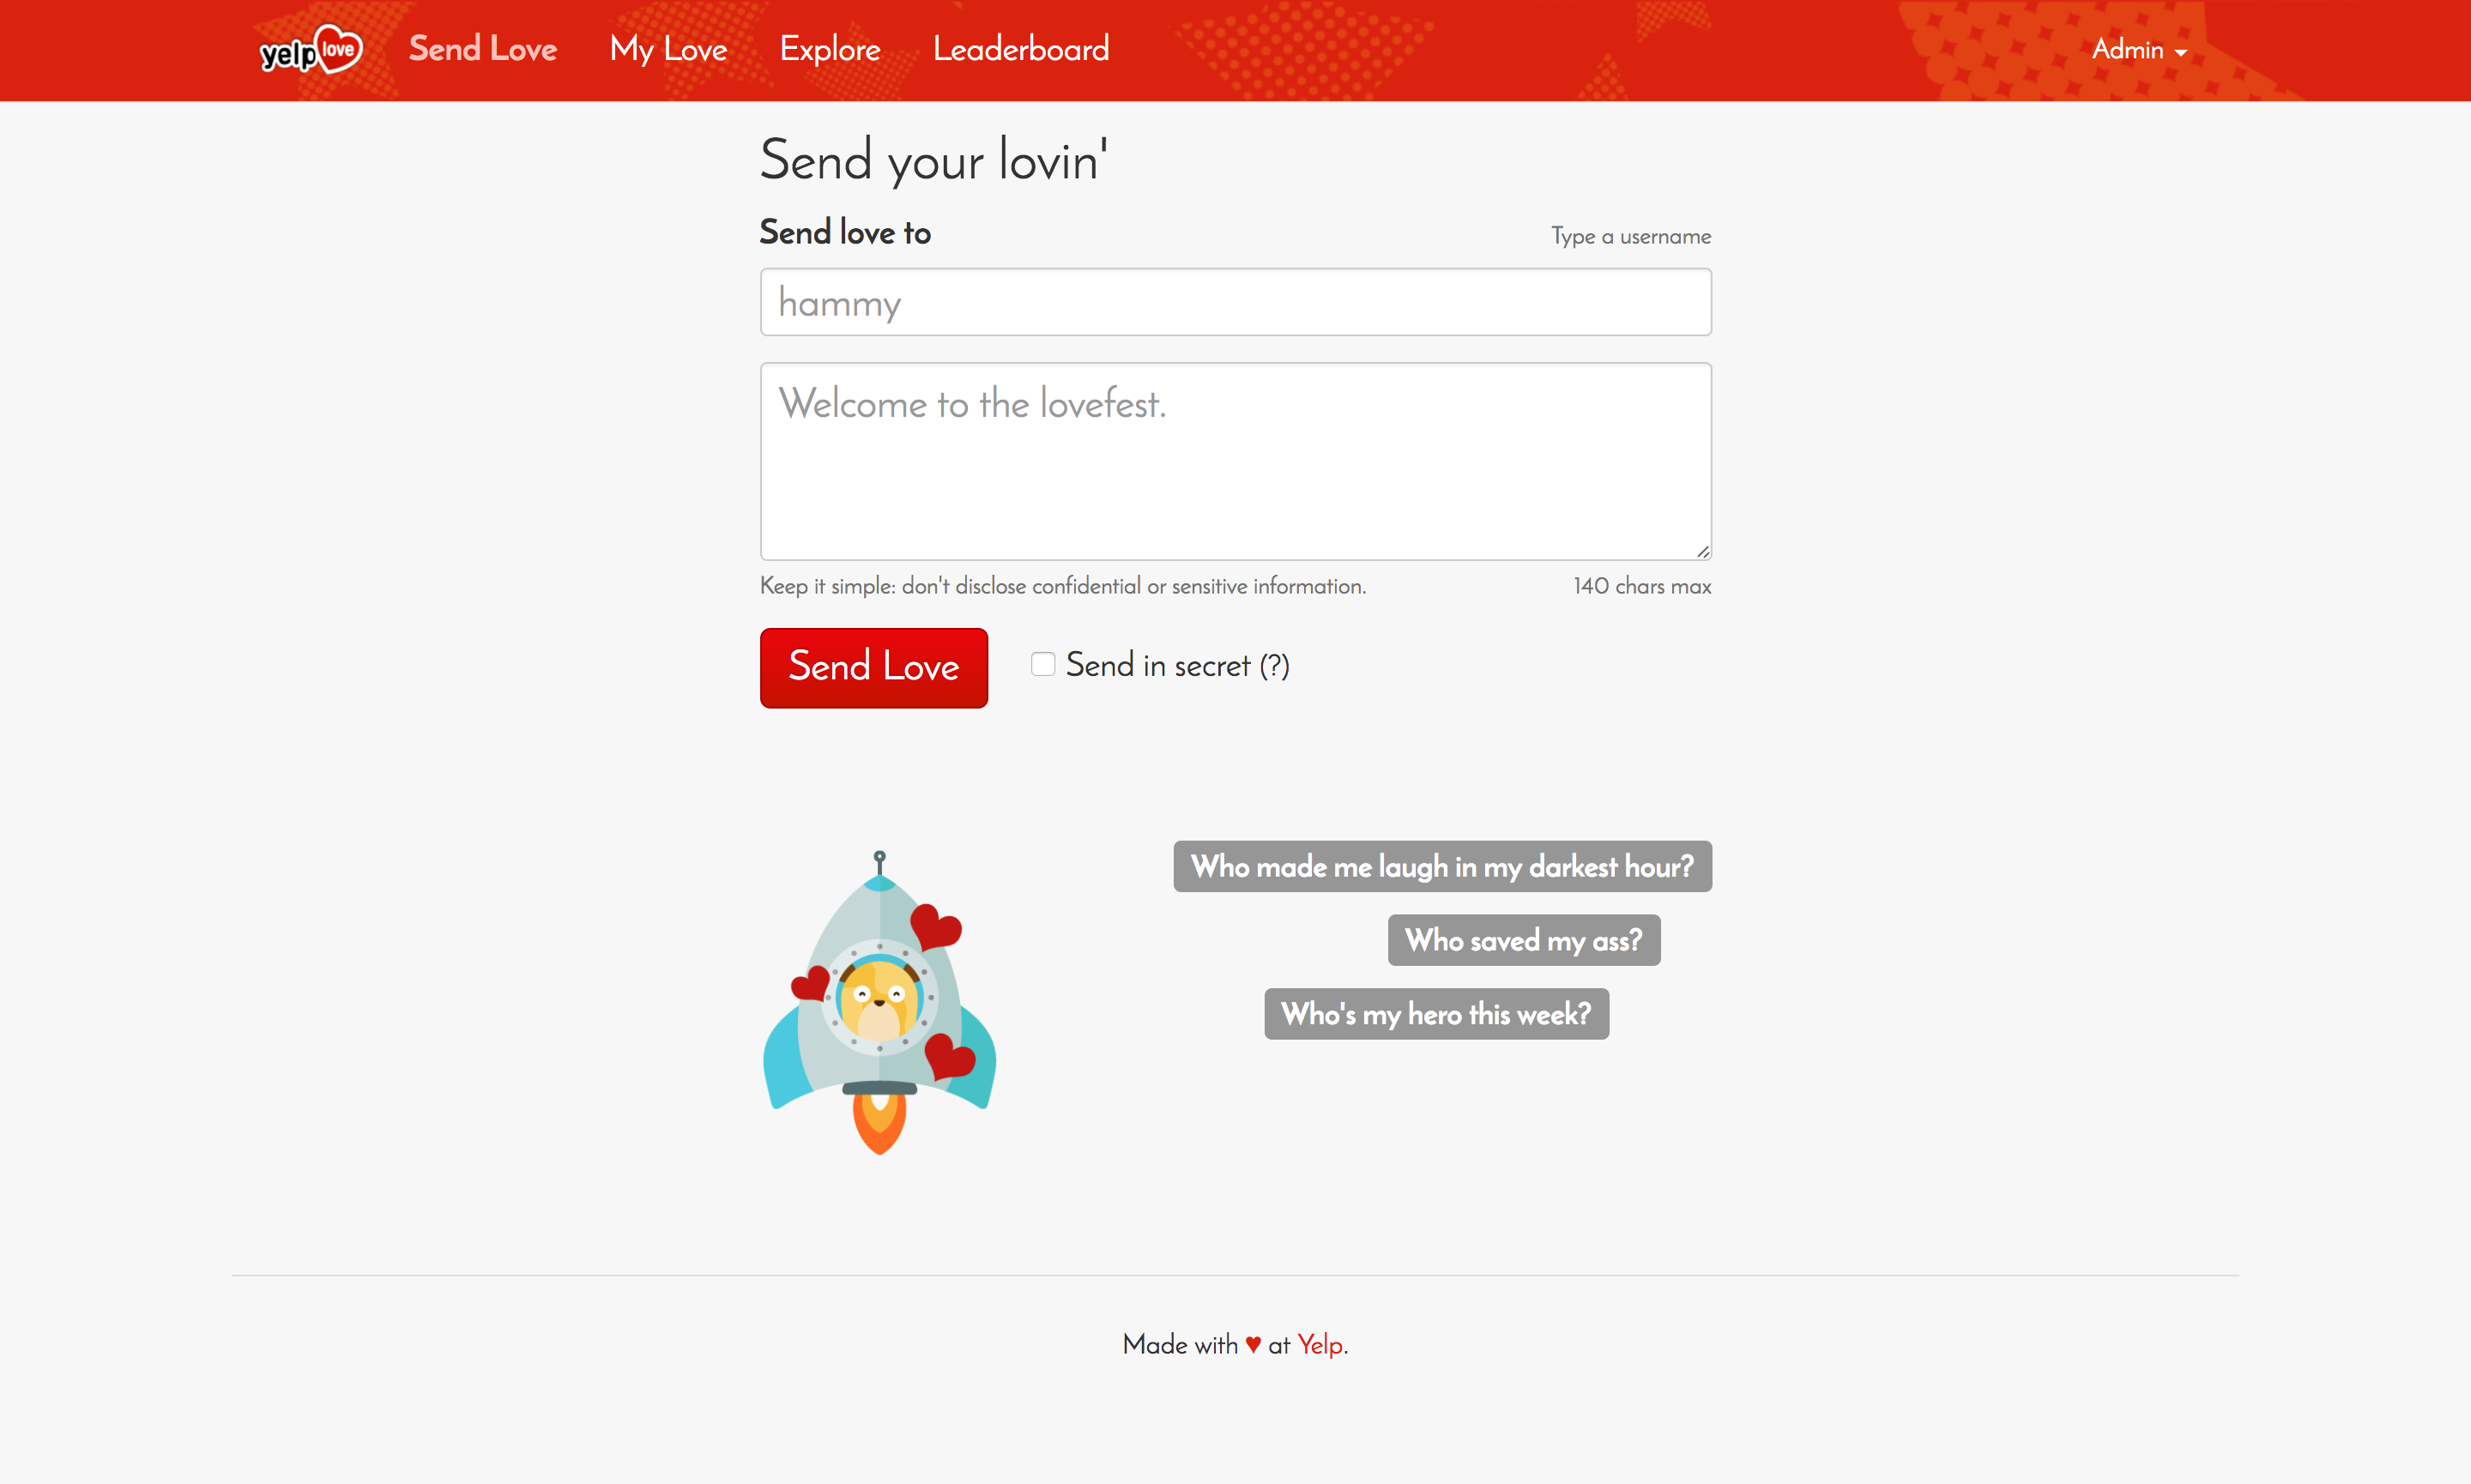 yelp love Send Love My Love Explore Leaderboard Admin
Send your lovin'
Send love to Type a username
hammy
Welcome to the lovefest.
Keep it simple: don't disclose confidential or sensitive information. 140 chars max
Send Love Send in secret (?)
Who made me laugh in my darkest hour?
Who saved my ass?
Who's my hero this week?
Made with ♥ at Yelp.